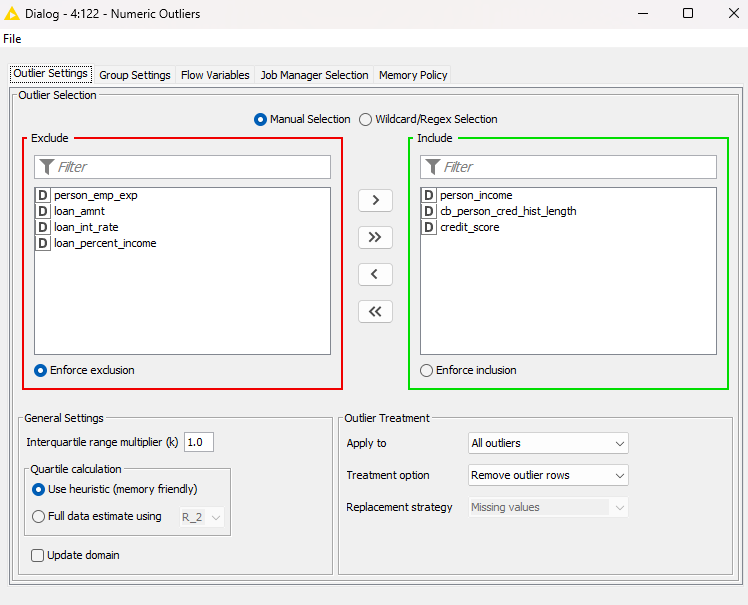 Dialog - 4:122 - Numeric Outliers
File
Outlier Settings Group Settings Flow Variables Job Manager Selection Memory Policy
Outlier Selection
Manual Selection Wildcard/Regex Selection
Exclude
Filter
D person_emp_exp
D loan_amnt
D loan_int_rate
D loan_percent_income
Enforce exclusion
>
>>
<
<<
Include
Filter
D person_income
D cb_person_cred_hist_length
D credit_score
Enforce inclusion
General Settings
Interquartile range multiplier (k) 1.0
Quartile calculation
Use heuristic (memory friendly)
Full data estimate using R_2
Update domain
Outlier Treatment
Apply to All outliers
Treatment option Remove outlier rows
Replacement strategy Missing values